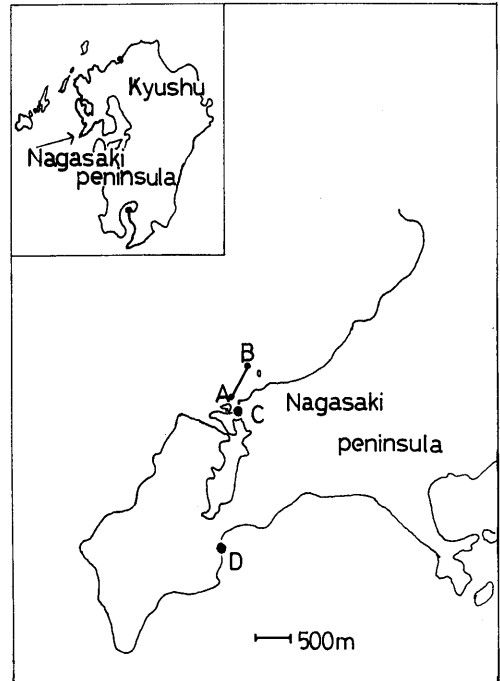 Kyushu
Nagasaki
peninsula
B
A
C
Nagasaki
peninsula
D
500m